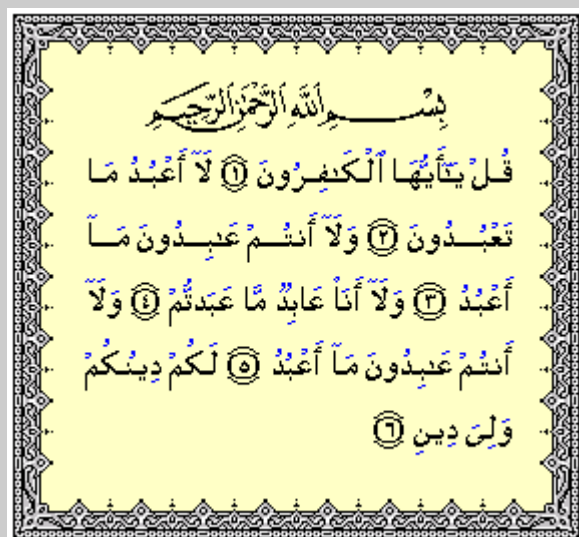 بِسْمِ ٱللَّهِ ٱلرَّحْمَٰنِ ٱلرَّحِيمِ
قُلْ يَٰٓأَيُّهَا ٱلْكَٰفِرُونَ ١ لَآ أَعْبُدُ مَا
تَعْبُدُونَ ٢ وَلَآ أَنتُمْ عَٰبِدُونَ مَآ
أَعْبُدُ ٣ وَلَآ أَنَا۠ عَابِدٌ مَّا عَبَدتُّمْ ٤ وَلَآ
أَنتُمْ عَٰبِدُونَ مَآ أَعْبُدُ ٥ لَكُمْ دِينُكُمْ
وَلِىَ دِينِ ٦